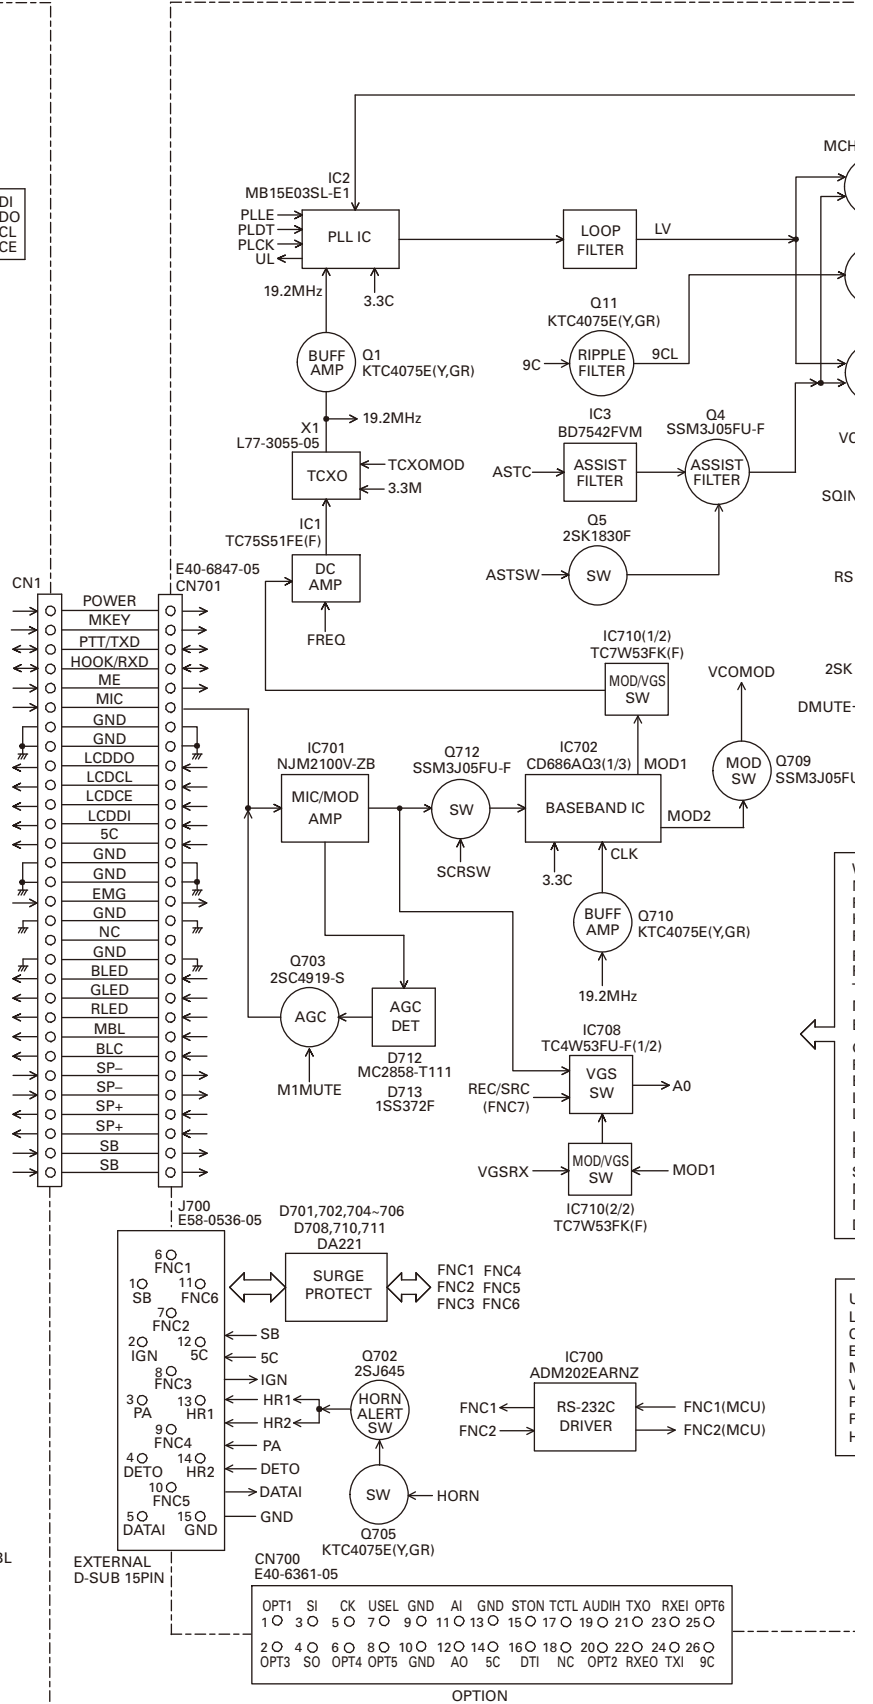 DI
DO
CL
CE
MCH
IC2
MB15E03SL-E1
PLLE
PLDT
PLCK
UL
PLL IC
LOOP
FILTER
LV
19.2MHz
3.3C
Q11
KTC4075E(Y,GR)
BUFF
AMP
Q1
KTC4075E(Y,GR)
9C
RIPPLE
FILTER
9CL
19.2MHz
X1
L77-3055-05
TCXO
TCXOMOD
3.3M
IC3
BD7542FVM
Q4
SSM3J05FU-F
ASTC
ASSIST
FILTER
ASSIST
FILTER
VC
SQIN
IC1
TC75S51FE(F)
Q5
2SK1830F
DC
AMP
ASTSW
SW
RS
FREQ
CN1
E40-6847-05
CN701
POWER
MKEY
PTT/TXD
HOOK/RXD
ME
MIC
GND
GND
LCDDO
LCDCL
LCDCE
LCDDI
5C
GND
GND
EMG
GND
NC
GND
BLED
GLED
RLED
MBL
BLC
SP–
SP–
SP+
SP+
SB
SB
IC710(1/2)
TC7W53FK(F)
MOD/VGS
SW
VCOMOD
2SK
DMUTE
IC701
NJM2100V-ZB
MIC/MOD
AMP
Q712
SSM3J05FU-F
SW
SCRSW
IC702
CD686AQ3(1/3)
MOD1
BASEBAND IC
MOD2
MOD
SW
Q709
SSM3J05FU
3.3C
CLK
BUFF
AMP
Q710
KTC4075E(Y,GR)
19.2MHz
Q703
2SC4919-S
AGC
M1MUTE
AGC
DET
D712
MC2858-T111
D713
1SS372F
IC708
TC4W53FU-F(1/2)
REC/SRC
(FNC7)
VGS
SW
A0
VGSRX
MOD/VGS
SW
MOD1
IC710(2/2)
TC7W53FK(F)
J700
E58-0536-05
6
FNC1
1
SB
11
FNC6
7
FNC2
2
IGN
12
5C
8
FNC3
3
PA
13
HR1
9
FNC4
4
DETO
14
HR2
10
FNC5
5
DATAI
15
GND
D701,702,704~706
D708,710,711
DA221
SURGE
PROTECT
FNC1 FNC4
FNC2 FNC5
FNC3 FNC6
SB
5C
IGN
HR1
HR2
PA
DETO
DATAI
GND
Q702
2SJ645
HORN
ALERT
SW
SW
HORN
Q705
KTC4075E(Y,GR)
IC700
ADM202EARNZ
FNC1
FNC2
RS-232C
DRIVER
FNC1(MCU)
FNC2(MCU)
EXTERNAL
D-SUB 15PIN
CN700
E40-6361-05
OPT1 SI CK USEL GND AI GND STON TCTL AUDIH TXO RXEI OPT6
1 3 5 7 9 11 13 15 17 19 21 23 25
2 4 6 8 10 12 14 16 18 20 22 24 26
OPT3 SO OPT4 OPT5 GND AO 5C DTI NC OPT2 RXEO TXI 9C
OPTION